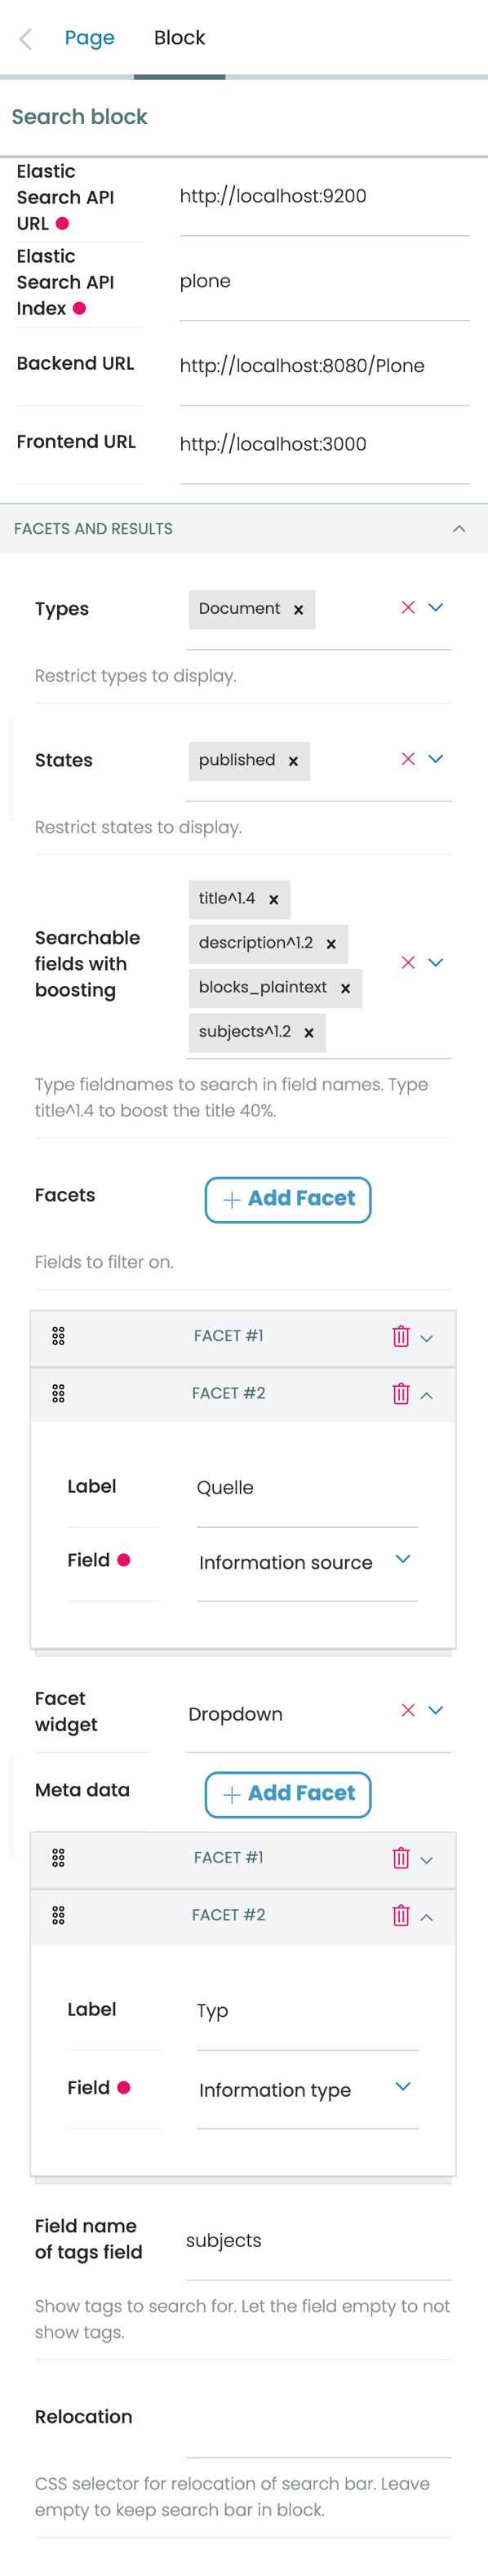 Page Block
Search block
Elastic
Search API
URL
http://localhost:9200
Elastic
Search API
Index
plone
Backend URL
http://localhost:8080/Plone
Frontend URL
http://localhost:3000
FACETS AND RESULTS
Types
Document
Restrict types to display.
States
published
Restrict states to display.
Searchable
fields with
boosting
title^1.4
description^1.2
blocks_plaintext
subjects^1.2
Type fieldnames to search in field names. Type
title^1.4 to boost the title 40%.
Facets
Add Facet
Fields to filter on.
FACET #1
FACET #2
Label
Quelle
Field
Information source
Facet
widget
Dropdown
Meta data
Add Facet
FACET #1
FACET #2
Label
Typ
Field
Information type
Field name
of tags field
subjects
Show tags to search for. Let the field empty to not
show tags.
Relocation
CSS selector for relocation of search bar. Leave
empty to keep search bar in block.